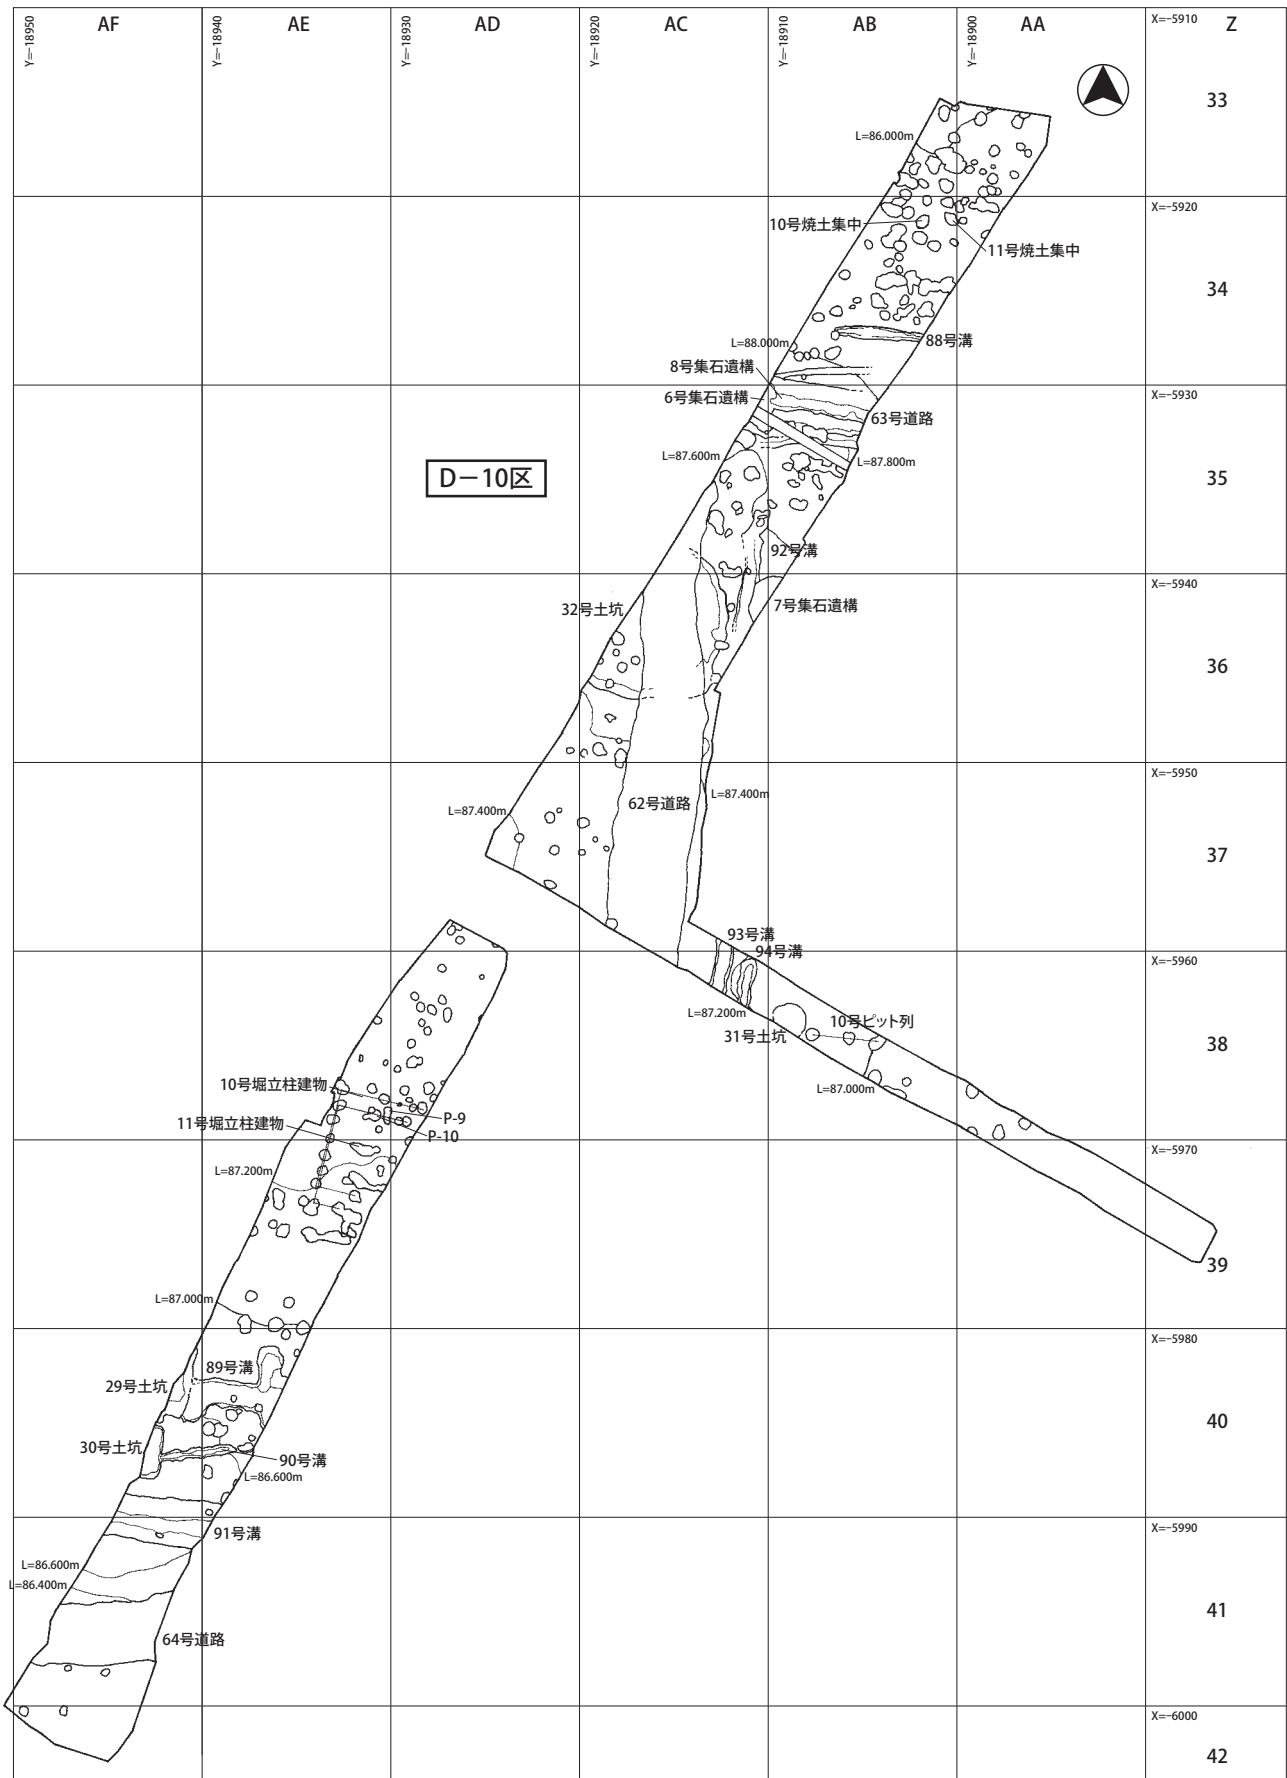 AF
AE
AD
AC
AB
AA
Z
Y=-18950
Y=-18940
Y=-18930
Y=-18920
Y=-18910
Y=-18900
X=-5910
33
L=86.000m
X=-5920
10号焼土集中
11号焼土集中
34
88号溝
L=88.000m
8号集石遺構
X=-5930
6号集石遺構
63号道路
L=87.600m
L=87.800m
D-10区
35
92号溝
X=-5940
32号土坑
7号集石遺構
36
X=-5950
L=87.400m
62号道路
L=87.400m
37
93号溝
94号溝
X=-5960
L=87.200m
10号ピット列
31号土坑
38
10号堀立柱建物
L=87.000m
P-9
11号堀立柱建物
P-10
X=-5970
L=87.200m
39
L=87.000m
X=-5980
89号溝
29号土坑
40
30号土坑
90号溝
L=86.600m
91号溝
X=-5990
L=86.600m
L=86.400m
41
64号道路
X=-6000
42